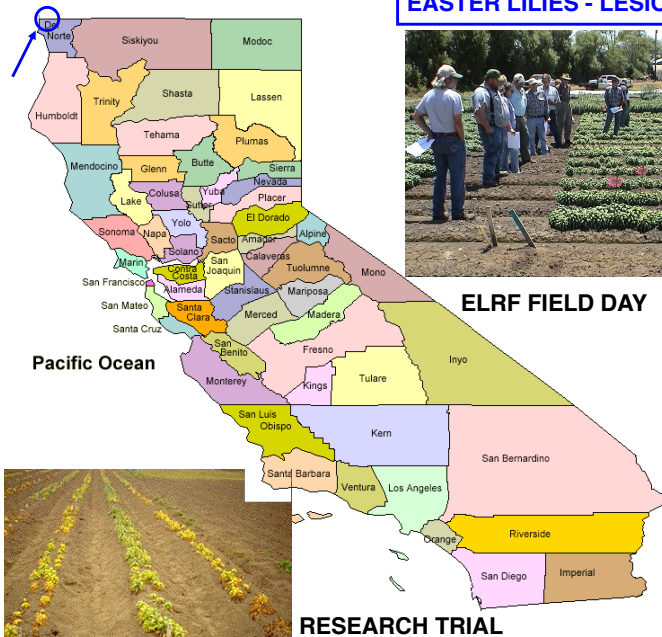 EASTER LILIES - LESIO
Del
Norte
Siskiyou
Modoc
Humboldt
Trinity
Shasta
Lassen
Tehama
Plumas
Mendocino
Glenn
Butte
Sierra
Lake
Colusa
Yuba
Nevada
Sutter
Placer
Sonoma
Napa
Yolo
El Dorado
Sacto
Amador
Alpine
Solano
Calaveras
Marin
Contra
Costa
San
Joaquin
Tuolumne
Mono
San Francisco
Alameda
Stanislaus
Mariposa
San Mateo
Santa
Clara
Merced
Madera
Santa Cruz
ELRF FIELD DAY
San
Benito
Fresno
Inyo
Pacific Ocean
Monterey
Kings
Tulare
San Luis
Obispo
Kern
San Bernardino
Santa Barbara
Ventura
Los Angeles
Orange
Riverside
San Diego
Imperial
RESEARCH TRIAL